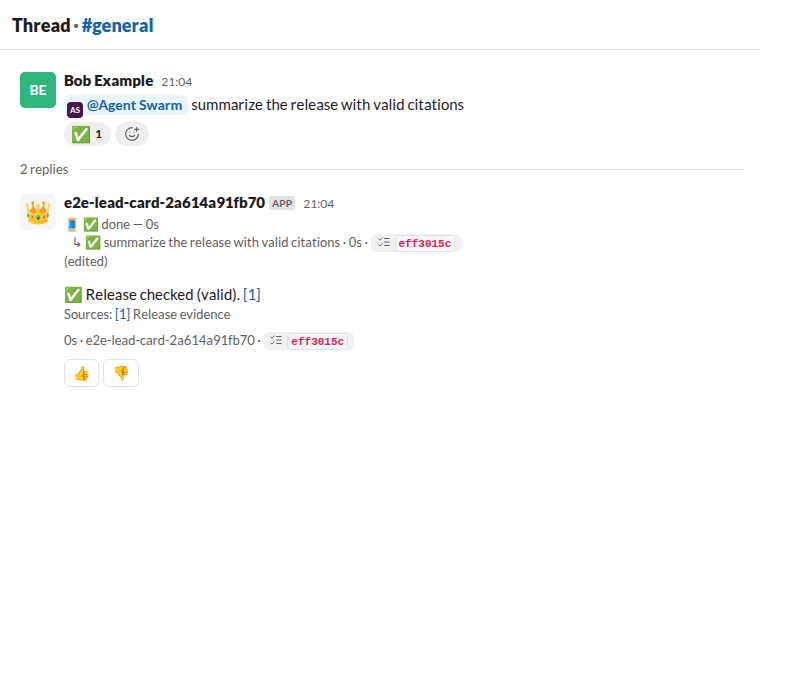 Thread • #general
BE
Bob Example 21:04
AS @Agent Swarm summarize the release with valid citations
✅ 1
2 replies
e2e-lead-card-2a614a91fb70 APP 21:04
🧵 ✅ done — 0s
↳ ✅ summarize the release with valid citations · 0s · eff3015c
(edited)
✅ Release checked (valid). [1]
Sources: [1] Release evidence
0s · e2e-lead-card-2a614a91fb70 · eff3015c
👍 👎